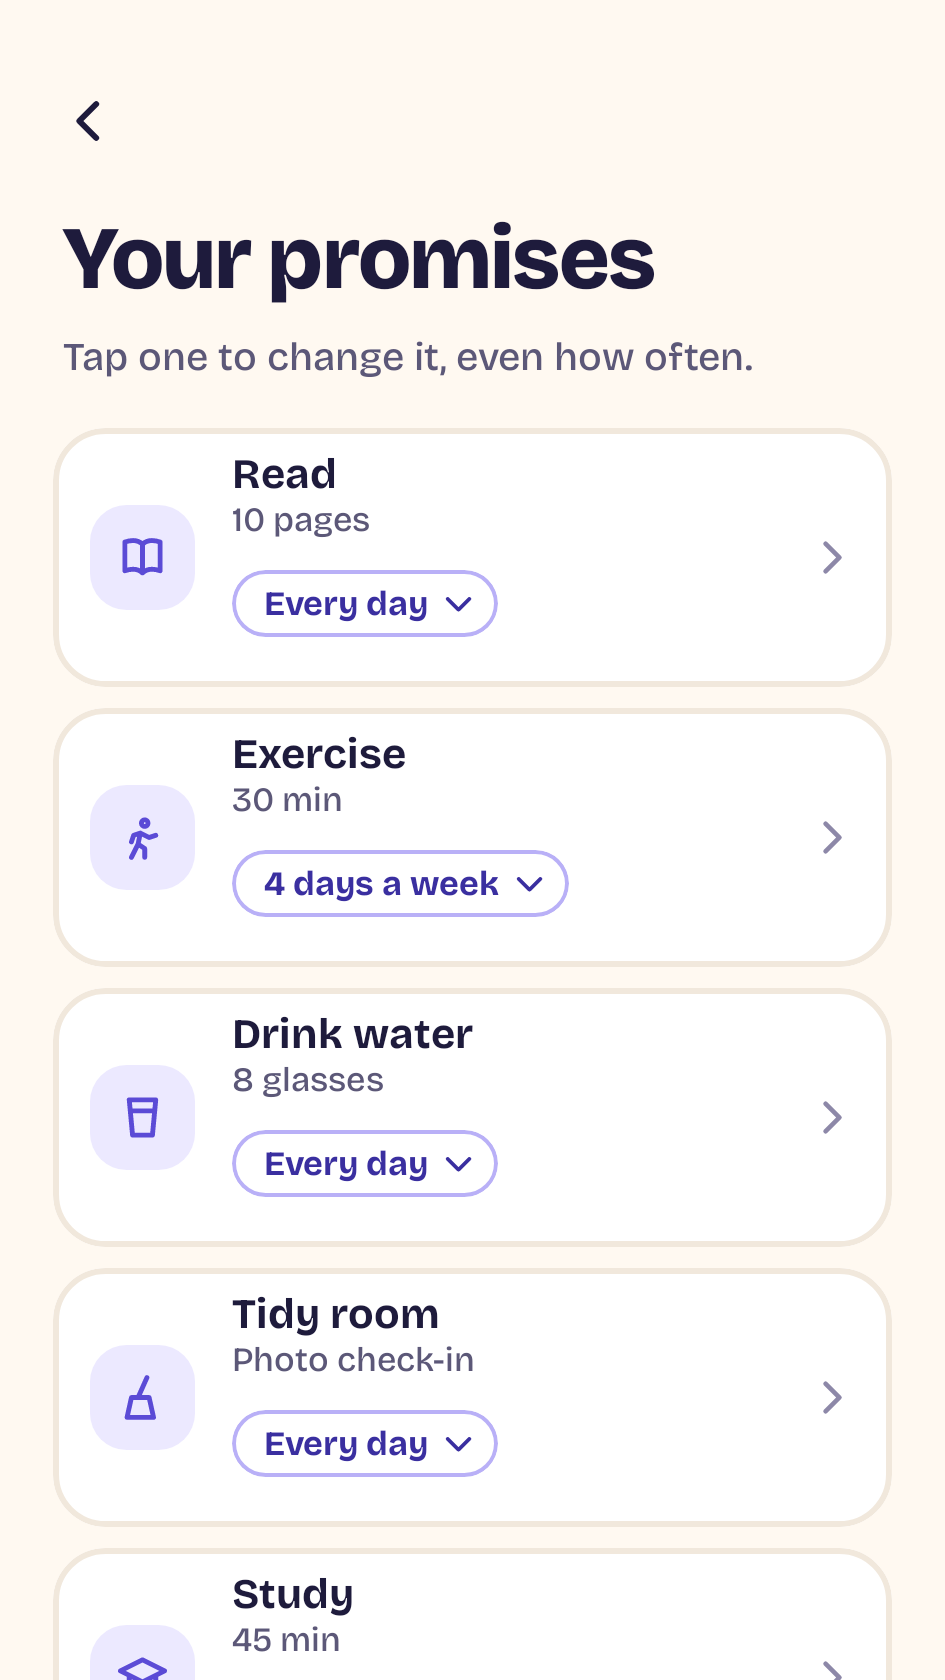 Your promises
Tap one to change it, even how often.
Read
10 pages
Every day
Exercise
30 min
4 days a week
Drink water
8 glasses
Every day
Tidy room
Photo check-in
Every day
Study
45 min